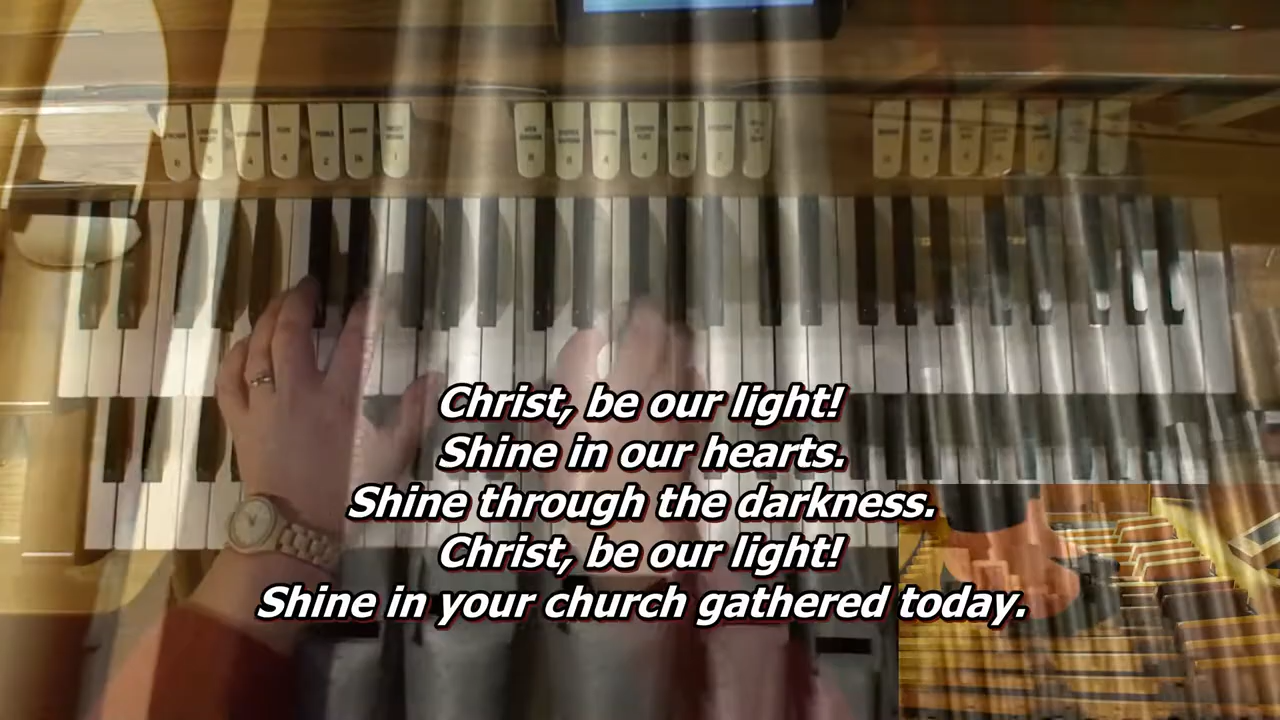 Christ, be our light!
Shine in our hearts.
Shine through the darkness.
Christ, be our light!
Shine in your church gathered today.